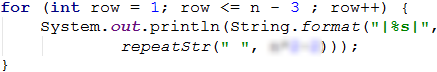 for (int row = 1; row <= n - 3 ; row++) {
System.out.println(String.format("|%s|",
repeatStr(" ", )));
}